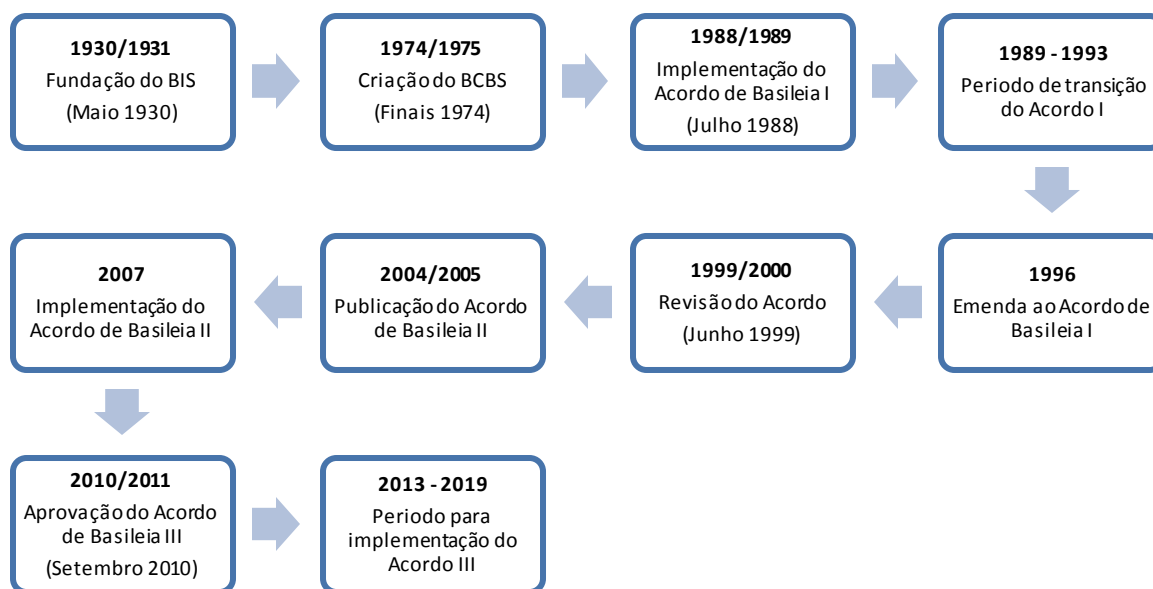 1930/1931
Fundação do BIS
(Maio 1930)
1974/1975
Criação do BCBS
(Finais 1974)
1988/1989
Implementação do
Acordo de Basileia I
(Julho 1988)
1989 - 1993
Periodo de transição
do Acordo I
1996
Emenda ao Acordo de
Basileia I
1999/2000
Revisão do Acordo
(Junho 1999)
2004/2005
Publicação do Acordo
de Basileia II
2007
Implementação do
Acordo de Basileia II
2010/2011
Aprovação do Acordo
de Basileia III
(Setembro 2010)
2013 - 2019
Periodo para
implementação do
Acordo III